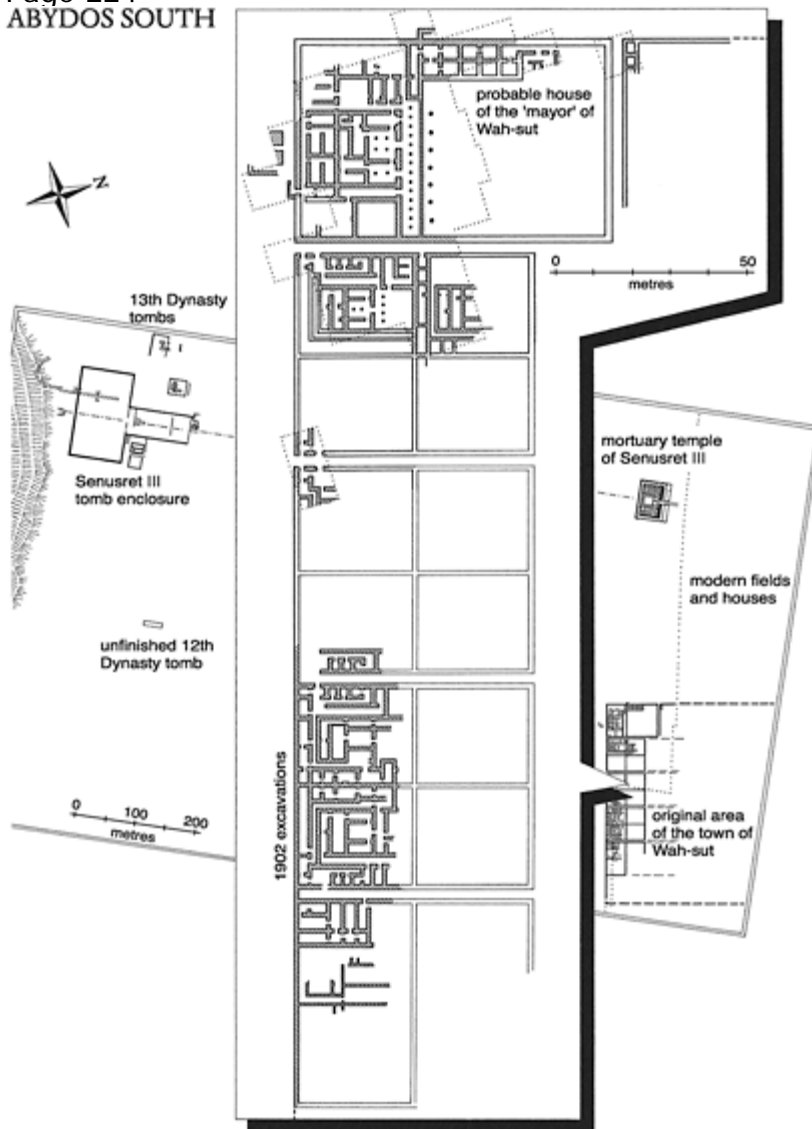 ABYDOS SOUTH
probable house
of the 'mayor' of
Wah-sut
N
0 50
metres
13th Dynasty
tombs
Senusret III
tomb enclosure
mortuary temple
of Senusret III
modern fields
and houses
unfinished 12th
Dynasty tomb
0 100 200
metres
1902 excavations
original area
of the town of
Wah-sut